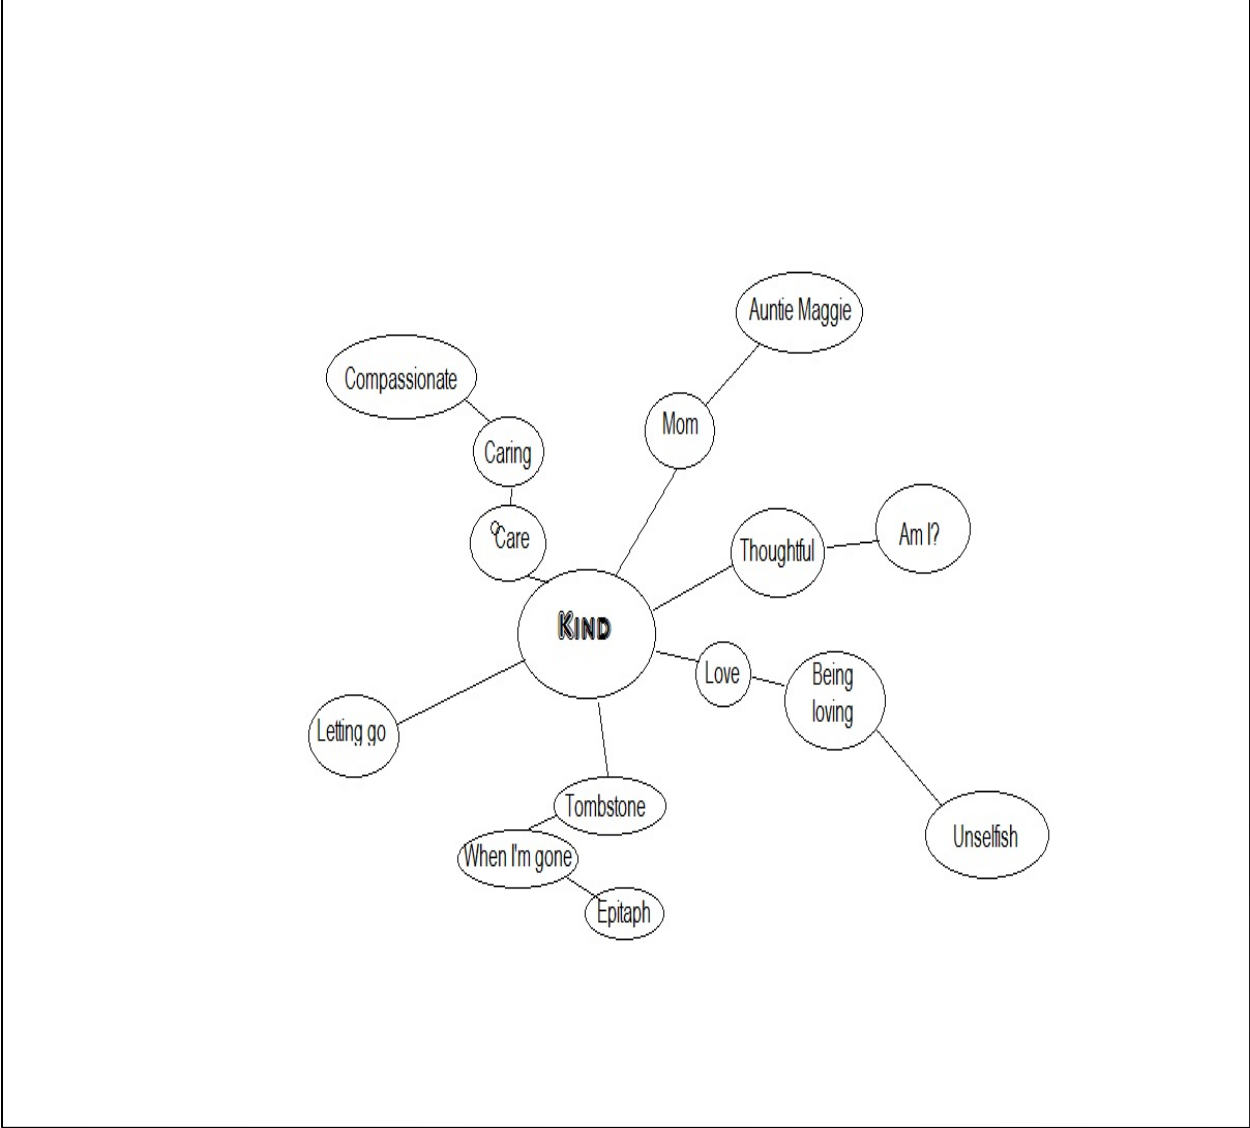 Auntie Maggie
Compassionate
Mom
Caring
Care
Thoughtful
Am I?
KIND
Love
Being
loving
Letting go
Tombstone
Unselfish
When I'm gone
Epitaph